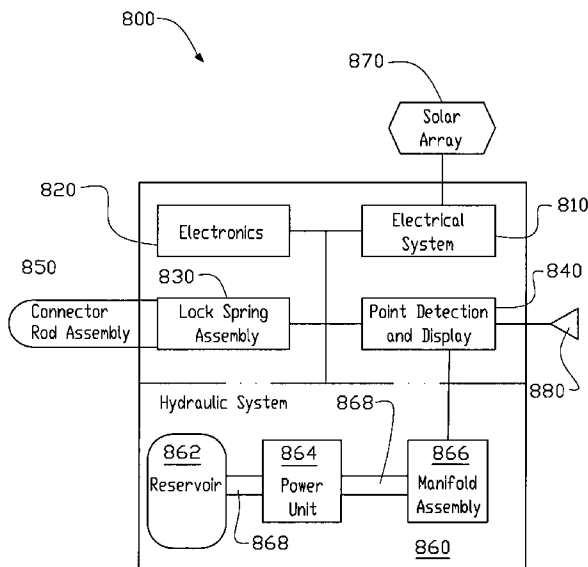 800
870
Solar
Array
820
810
Electronics
Electrical
System
850
830
840
Connector
Rod Assembly
Lock Spring
Assembly
Point Detection
and Display
880
Hydraulic System
868
862
Reservoir
864
Power
Unit
866
Manifold
Assembly
868
860